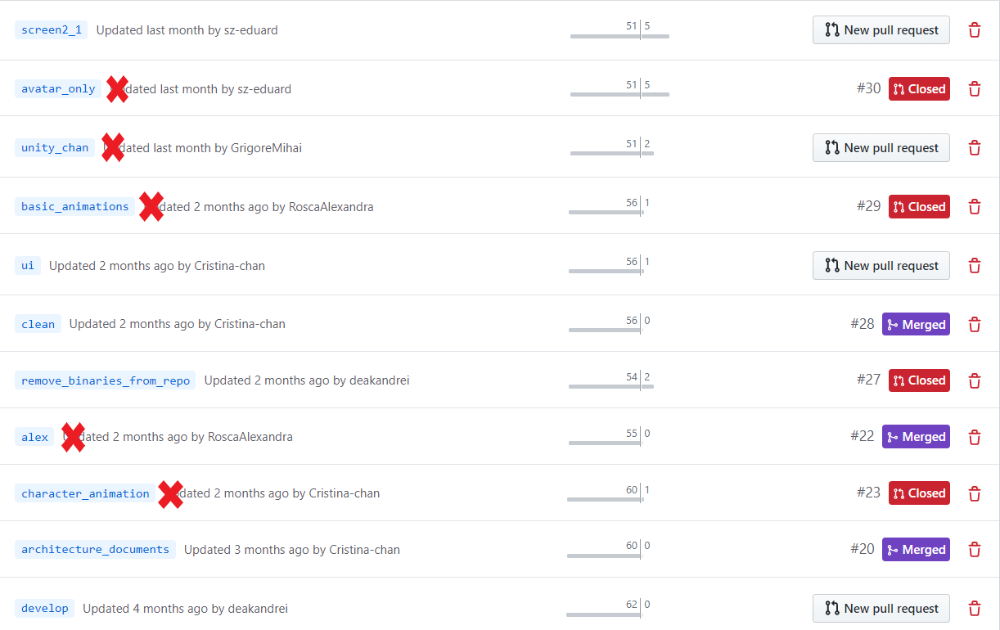 screen2_1 Updated last month by sz-eduard 51 5 New pull request
avatar_only dated last month by sz-eduard 51 5 #30 Closed
unity_chan dated last month by GrigoreMihai 51 2 New pull request
basic_animations dated 2 months ago by RoscaAlexandra 56 1 #29 Closed
ui Updated 2 months ago by Cristina-chan 56 1 New pull request
clean Updated 2 months ago by Cristina-chan 56 0 #28 Merged
remove_binaries_from_repo Updated 2 months ago by deakandrei 54 2 #27 Closed
alex dated 2 months ago by RoscaAlexandra 55 0 #22 Merged
character_animation dated 2 months ago by Cristina-chan 60 1 #23 Closed
architecture_documents Updated 3 months ago by Cristina-chan 60 0 #20 Merged
develop Updated 4 months ago by deakandrei 62 0 New pull request